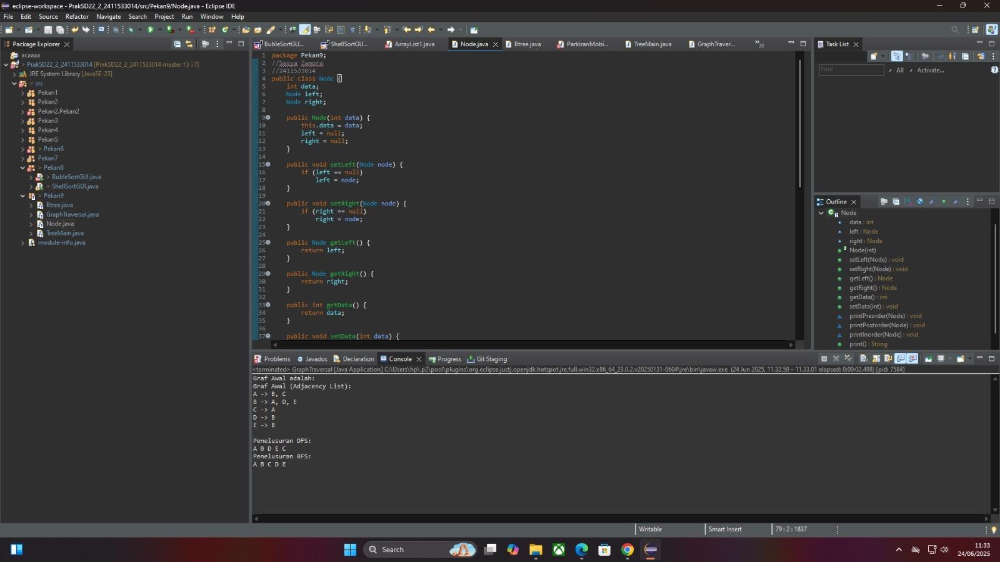 eclipse-workspace - PrakSD22_2_2411533014/src/Pekan9/Node.java - Eclipse IDE
File Edit Source Refactor Navigate Search Project Run Window Help
Package Explorer
acaaaa
> PrakSD22_2_2411533014 [PrakSD22_2_2411533014 master ↑3 ↓7]
JRE System Library [JavaSE-23]
> src
Pekan1
Pekan2
Pekan2.Pekan2
Pekan3
Pekan4
Pekan5
> Pekan6
Pekan7
> Pekan8
> BubleSortGUI.java
> ShellSortGUI.java
> Pekan9
Btree.java
GraphTraversal.java
Node.java
TreeMain.java
module-info.java
BubleSortGU... ShellSortGU... ArrayList1.java Node.java Btree.java ParkiranMobi... TreeMain.java GraphTraver... »30
1 package Pekan9;
2 //Sasya Zamora
3 //2411533014
4 public class Node {
5 int data;
6 Node left;
7 Node right;
8
9 public Node(int data) {
10 this.data = data;
11 left = null;
12 right = null;
13 }
14
15 public void setLeft(Node node) {
16 if (left == null)
17 left = node;
18 }
19
20 public void setRight(Node node) {
21 if (right == null)
22 right = node;
23 }
24
25 public Node getLeft() {
26 return left;
27 }
28
29 public Node getRight() {
30 return right;
31 }
32
33 public int getData() {
34 return data;
35 }
36
37 public void setData(int data) {
Task List
Find All Activate...
Outline
Node
data : int
left : Node
right : Node
Node(int)
setLeft(Node) : void
setRight(Node) : void
getLeft() : Node
getRight() : Node
getData() : int
setData(int) : void
printPreorder(Node) : void
printPostorder(Node) : void
printInorder(Node) : void
print() : String
Problems Javadoc Declaration Console Progress Git Staging
<terminated> GraphTraversal [Java Application] C:\Users\hp\.p2\pool\plugins\org.eclipse.justj.openjdk.hotspot.jre.full.win32.x86_64_23.0.2.v20250131-0604\jre\bin\javaw.exe (24 Jun 2025, 11.32.59 – 11.33.01 elapsed: 0:00:02.498) [pid: 7584]
Graf Awal adalah:
Graf Awal (Adjacency List):
A -> B, C
B -> A, D, E
C -> A
D -> B
E -> B
Penelusuran DFS:
A B D E C
Penelusuran BFS:
A B C D E
Writable Smart Insert 79 : 2 : 1837
Search
11:33
24/06/2025